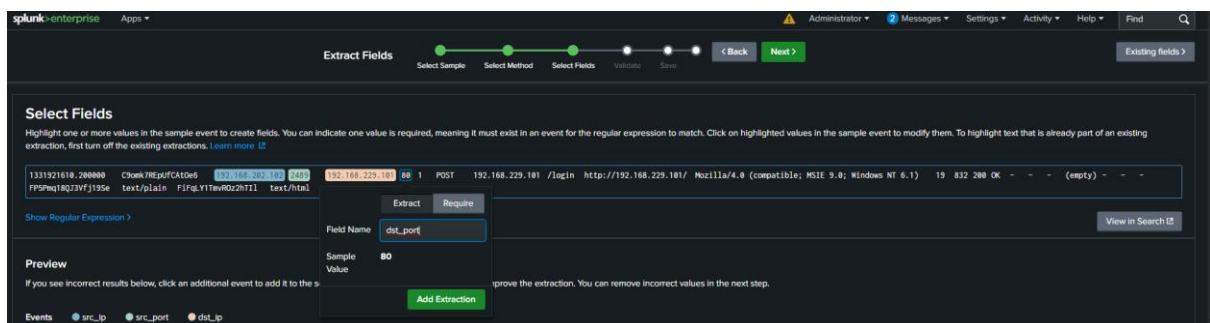 splunk>enterprise Apps ▾ Administrator ▾ 2 Messages ▾ Settings ▾ Activity ▾ Help ▾ Find
Extract Fields Select Sample Select Method Select Fields Validate Save < Back Next > Existing fields >
Select Fields
Highlight one or more values in the sample event to create fields. You can indicate one value is required, meaning it must exist in an event for the regular expression to match. Click on highlighted values in the sample event to modify them. To highlight text that is already part of an existing
extraction, first turn off the existing extractions. Learn more
1331921610.200000 C9omk7REpUfCAtOe6 192.168.202.102 2489 192.168.229.101 80 1 POST 192.168.229.101 /login http://192.168.229.101/ Mozilla/4.0 (compatible; MSIE 9.0; Windows NT 6.1) 19 832 200 OK - - - (empty) - - -
FPSPmq18QJ3Vfj19Se text/plain FiFqLY1TmvROz2hTI1 text/html
Show Regular Expression >
Extract Require
View in Search
Field Name dst_port
Sample Value 80
Preview
If you see incorrect results below, click an additional event to add it to the s improve the extraction. You can remove incorrect values in the next step.
Add Extraction
Events src_ip src_port dst_ip